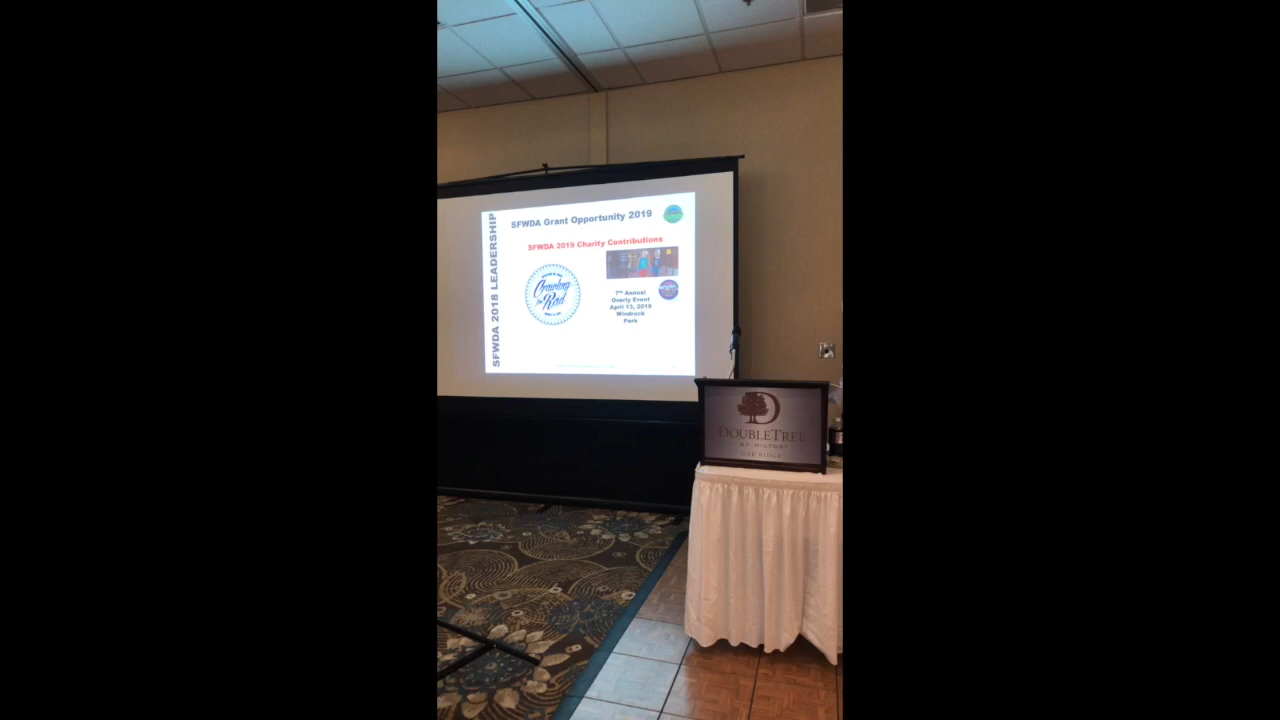 SFWDA 2018 LEADERSHIP
SFWDA Grant Opportunity 2019
SFWDA 2019 Charity Contributions
Crawling
for Reid
7th Annual
Overly Event
April 13, 2019
Windrock
Park
D
DOUBLETREE
BY HILTON
OAK RIDGE